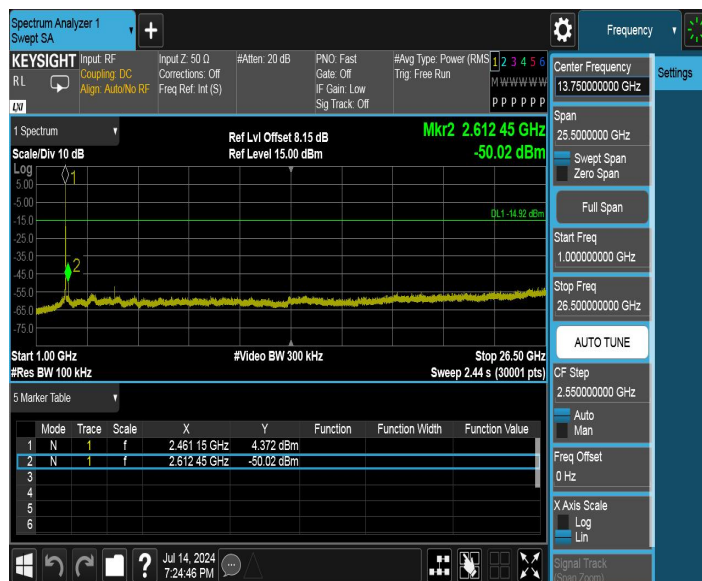 Spectrum Analyzer 1
Swept SA
Frequency
KEYSIGHT
RL
LNI
Input: RF
Coupling: DC
Align: Auto/No RF
Input Z: 50 Ω
Corrections: Off
Freq Ref: Int (S)
#Atten: 20 dB
PNO: Fast
Gate: Off
IF Gain: Low
Sig Track: Off
#Avg Type: Power (RMS
Trig: Free Run
1 2 3 4 5 6
M W W W W W
P P P P P P
Center Frequency
13.750000000 GHz
Settings
Span
25.5000000 GHz
Swept Span
Zero Span
Full Span
Start Freq
1.000000000 GHz
Stop Freq
26.500000000 GHz
AUTO TUNE
CF Step
2.550000000 GHz
Auto
Man
Freq Offset
0 Hz
X Axis Scale
Log
Lin
Signal Track
(Span Zoom)
1 Spectrum
Scale/Div 10 dB
Ref Lvl Offset 8.15 dB
Ref Level 15.00 dBm
Mkr2 2.612 45 GHz
-50.02 dBm
Log
1
5.00
-5.00
-15.0
DL1 -14.92 dBm
-25.0
-35.0
2
-45.0
-55.0
-65.0
-75.0
Start 1.00 GHz
#Video BW 300 kHz
Stop 26.50 GHz
#Res BW 100 kHz
Sweep 2.44 s (30001 pts)
5 Marker Table
Mode Trace Scale X Y Function Function Width Function Value
1 N 1 f 2.461 15 GHz 4.372 dBm
2 N 1 f 2.612 45 GHz -50.02 dBm
3
4
5
6
?
Jul 14, 2024
7:24:46 PM